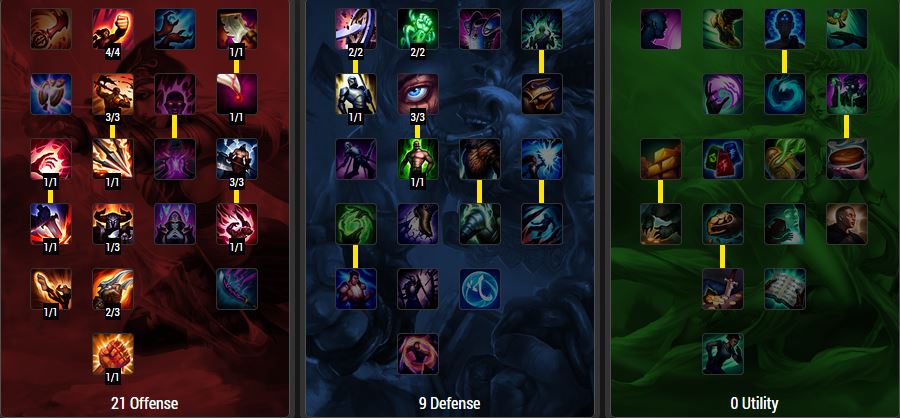 4/4 1/1 2/2 2/2
3/3 1/1 1/1 3/3
1/1 1/1 3/3 1/1
1/1 1/3 1/1
1/1 2/3
1/1
21 Offense 9 Defense 0 Utility